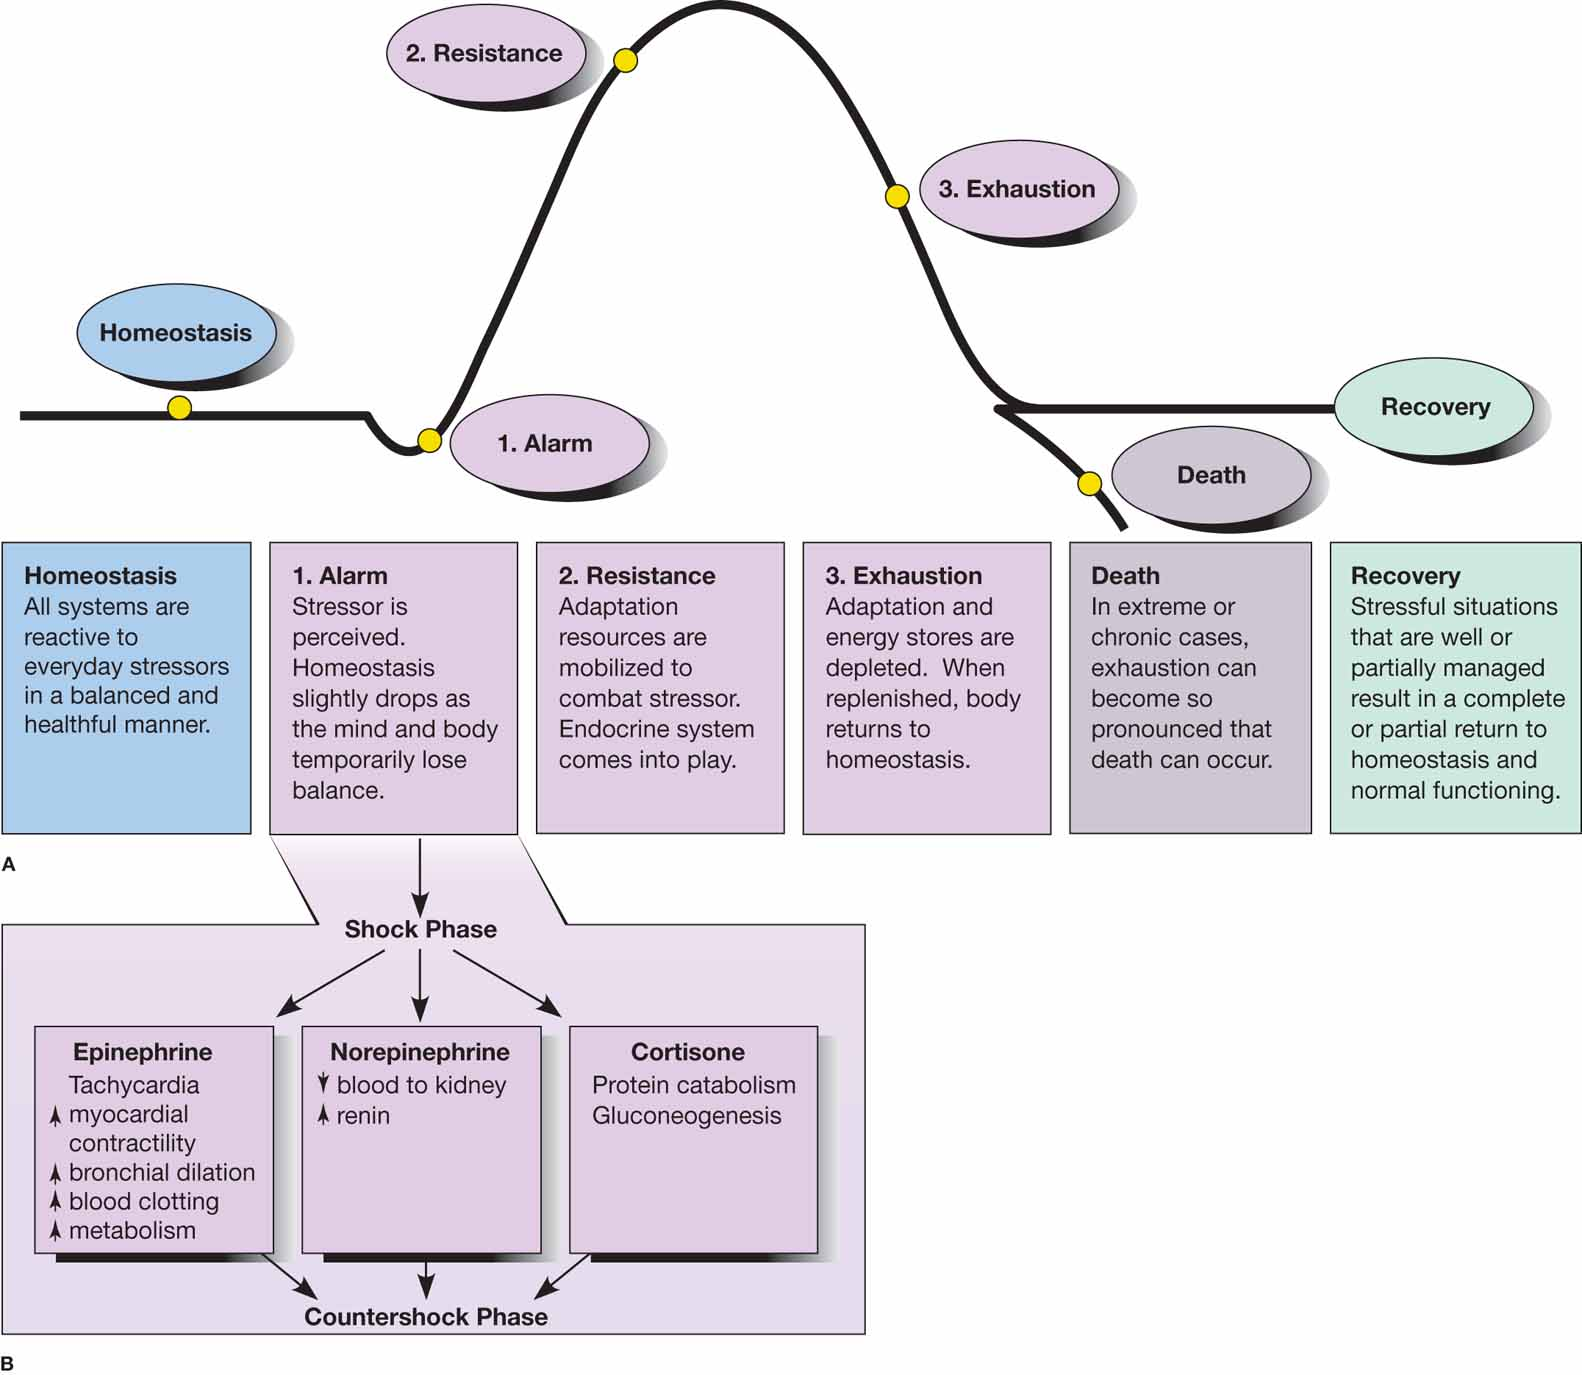 2. Resistance
3. Exhaustion
Homeostasis
1. Alarm
Recovery
Death
Homeostasis
All systems are
reactive to
everyday stressors
in a balanced and
healthful manner.
1. Alarm
Stressor is
perceived.
Homeostasis
slightly drops as
the mind and body
temporarily lose
balance.
2. Resistance
Adaptation
resources are
mobilized to
combat stressor.
Endocrine system
comes into play.
3. Exhaustion
Adaptation and
energy stores are
depleted. When
replenished, body
returns to
homeostasis.
Death
In extreme or
chronic cases,
exhaustion can
become so
pronounced that
death can occur.
Recovery
Stressful situations
that are well or
partially managed
result in a complete
or partial return to
homeostasis and
normal functioning.
A
Shock Phase
Epinephrine
Tachycardia
myocardial
contractility
bronchial dilation
blood clotting
metabolism
Norepinephrine
blood to kidney
renin
Cortisone
Protein catabolism
Gluconeogenesis
Countershock Phase
B